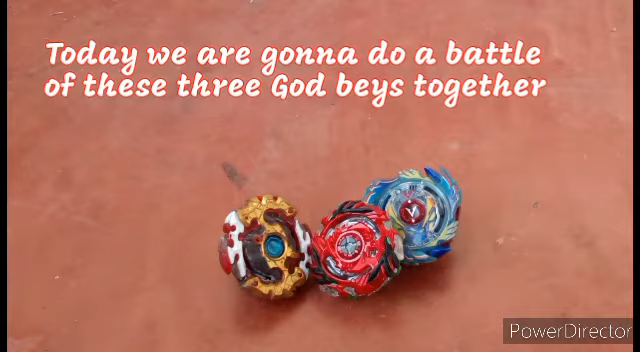 Today we are gonna do a battle
of these three God beys together
PowerDirector